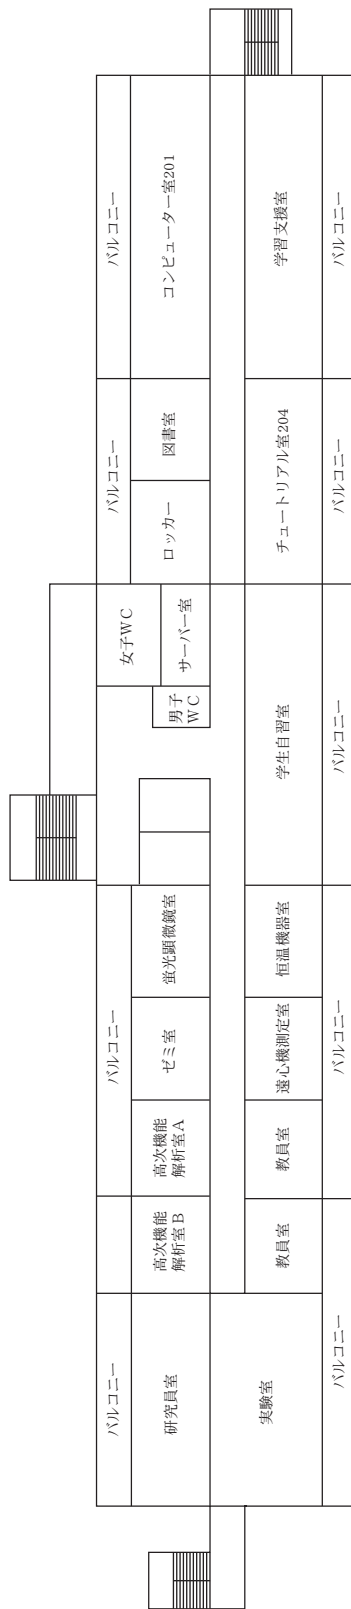 バルコニー
バルコニー
バルコニー
バルコニー
研究員室
高次機能
解析室B
高次機能
解析室A
ゼミ室
蛍光顕微鏡室
男子
WC
女子WC
サーバー室
ロッカー
図書室
コンピューター室201
実験室
教員室
教員室
遠心機測定室
恒温機器室
学生自習室
チュートリアル室204
学習支援室
バルコニー
バルコニー
バルコニー
バルコニー
バルコニー